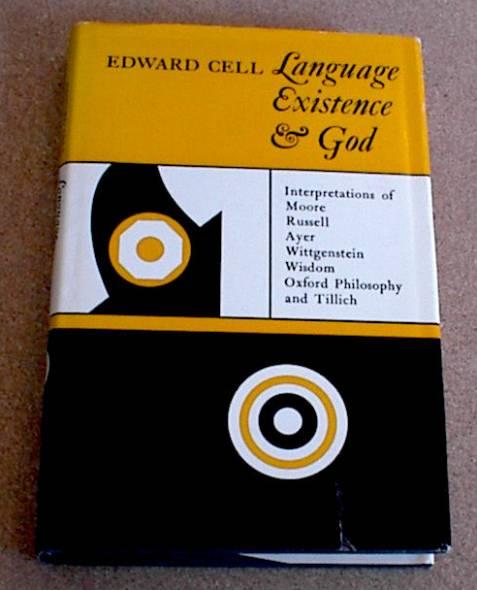 EDWARD CELL Language
Existence
& God
Interpretations of
Moore
Russell
Ayer
Wittgenstein
Wisdom
Oxford Philosophy
and Tillich